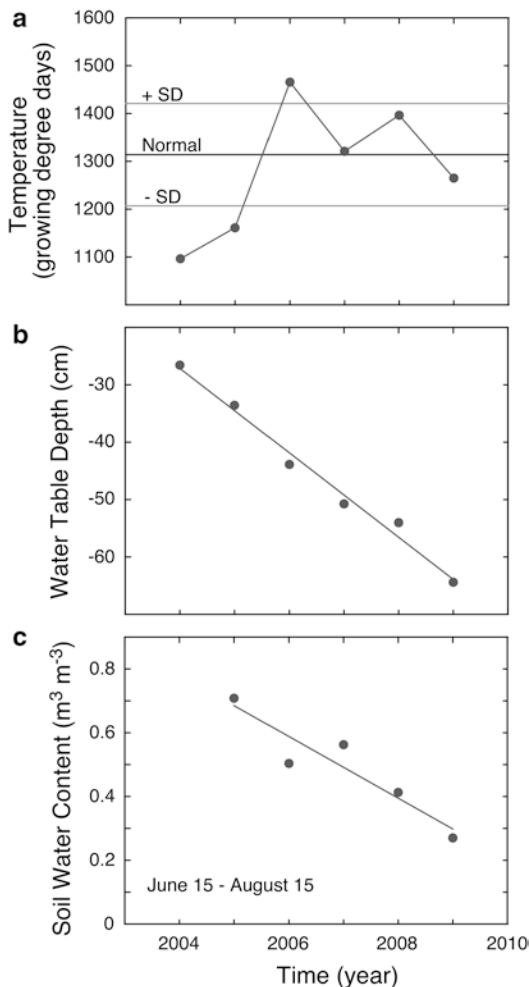 a
1600
1500
1400
1300
1200
1100
+ SD
Normal
- SD
Temperature
(growing degree days)
b
-30
-40
-50
-60
Water Table Depth (cm)
c
0.8
0.6
0.4
0.2
0
Soil Water Content (m³ m⁻³)
June 15 - August 15
2004 2006 2008 2010
Time (year)